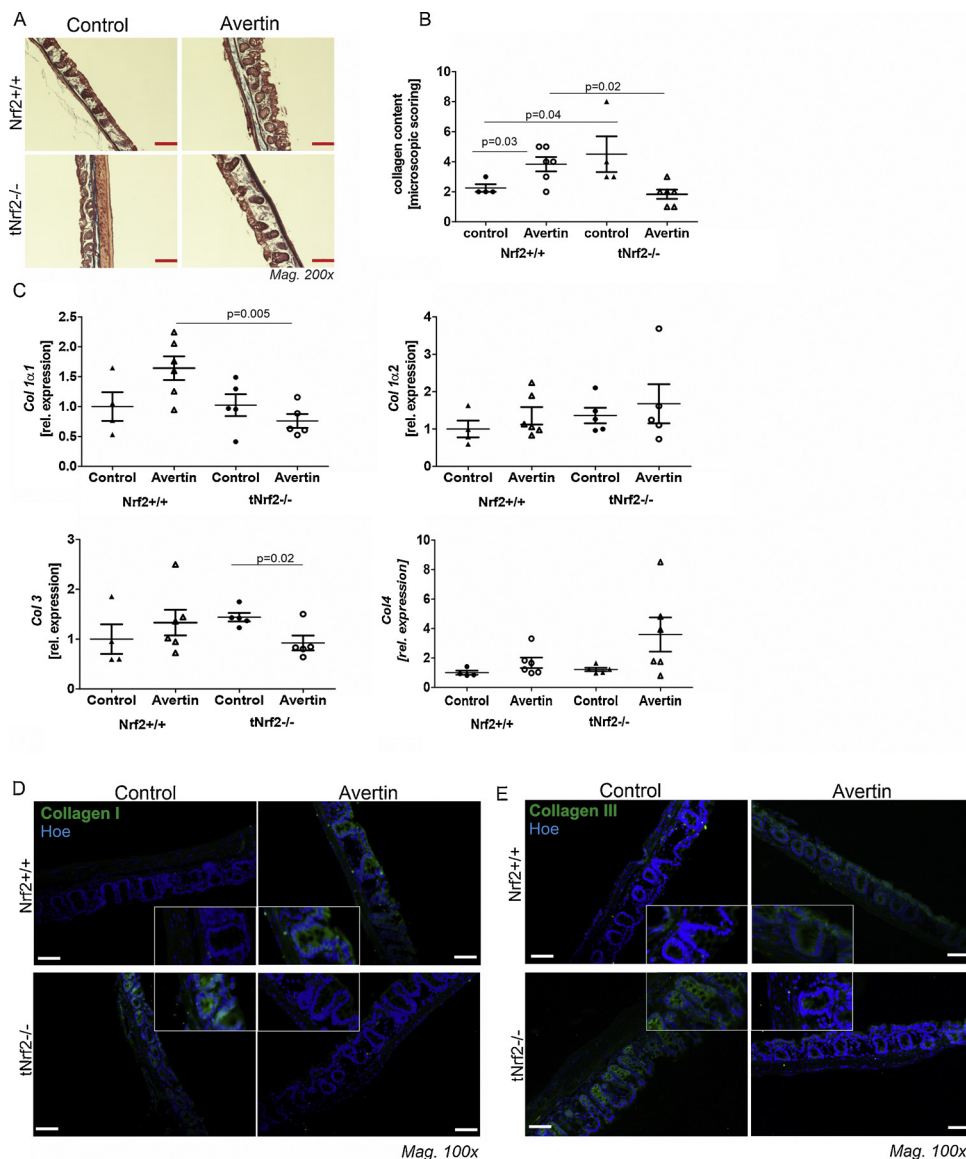 A
Control
Avertin
Nrf2+/+
tNrf2-/-
Mag. 200x
B
collagen content
[microscopic scoring]
10
8
6
4
2
0
p=0.02
p=0.04
p=0.03
control
Avertin
control
Avertin
Nrf2+/+
tNrf2-/-
C
Col 1α1
[rel. expression]
2.5
2.0
1.5
1.0
0.5
0.0
p=0.005
Control
Avertin
Control
Avertin
Nrf2+/+
tNrf2-/-
Col 1α2
[rel. expression]
4
3
2
1
0
Control
Avertin
Control
Avertin
Nrf2+/+
tNrf2-/-
Col 3
[rel. expression]
3
2
1
0
p=0.02
Control
Avertin
Control
Avertin
Nrf2+/+
tNrf2-/-
Col4
[rel. expression]
10
8
6
4
2
0
Control
Avertin
Control
Avertin
Nrf2+/+
tNrf2-/-
D
Control
Avertin
Collagen I
Hoe
Nrf2+/+
tNrf2-/-
Mag. 100x
E
Control
Avertin
Collagen III
Hoe
Nrf2+/+
tNrf2-/-
Mag. 100x